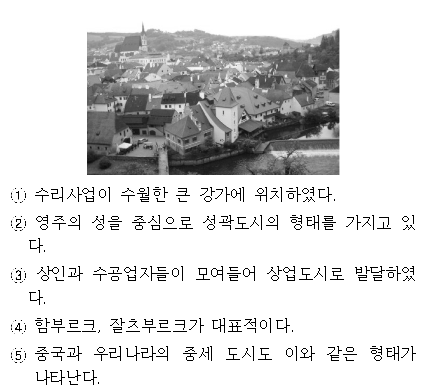 ① 수리사업이 수월한 큰 강가에 위치하였다.
② 영주의 성을 중심으로 성곽도시의 형태를 가지고 있
다.
③ 상인과 수공업자들이 모여들어 상업도시로 발달하였
다.
④ 함부르크, 잘츠부르크가 대표적이다.
⑤ 중국과 우리나라의 중세 도시도 이와 같은 형태가
나타난다.